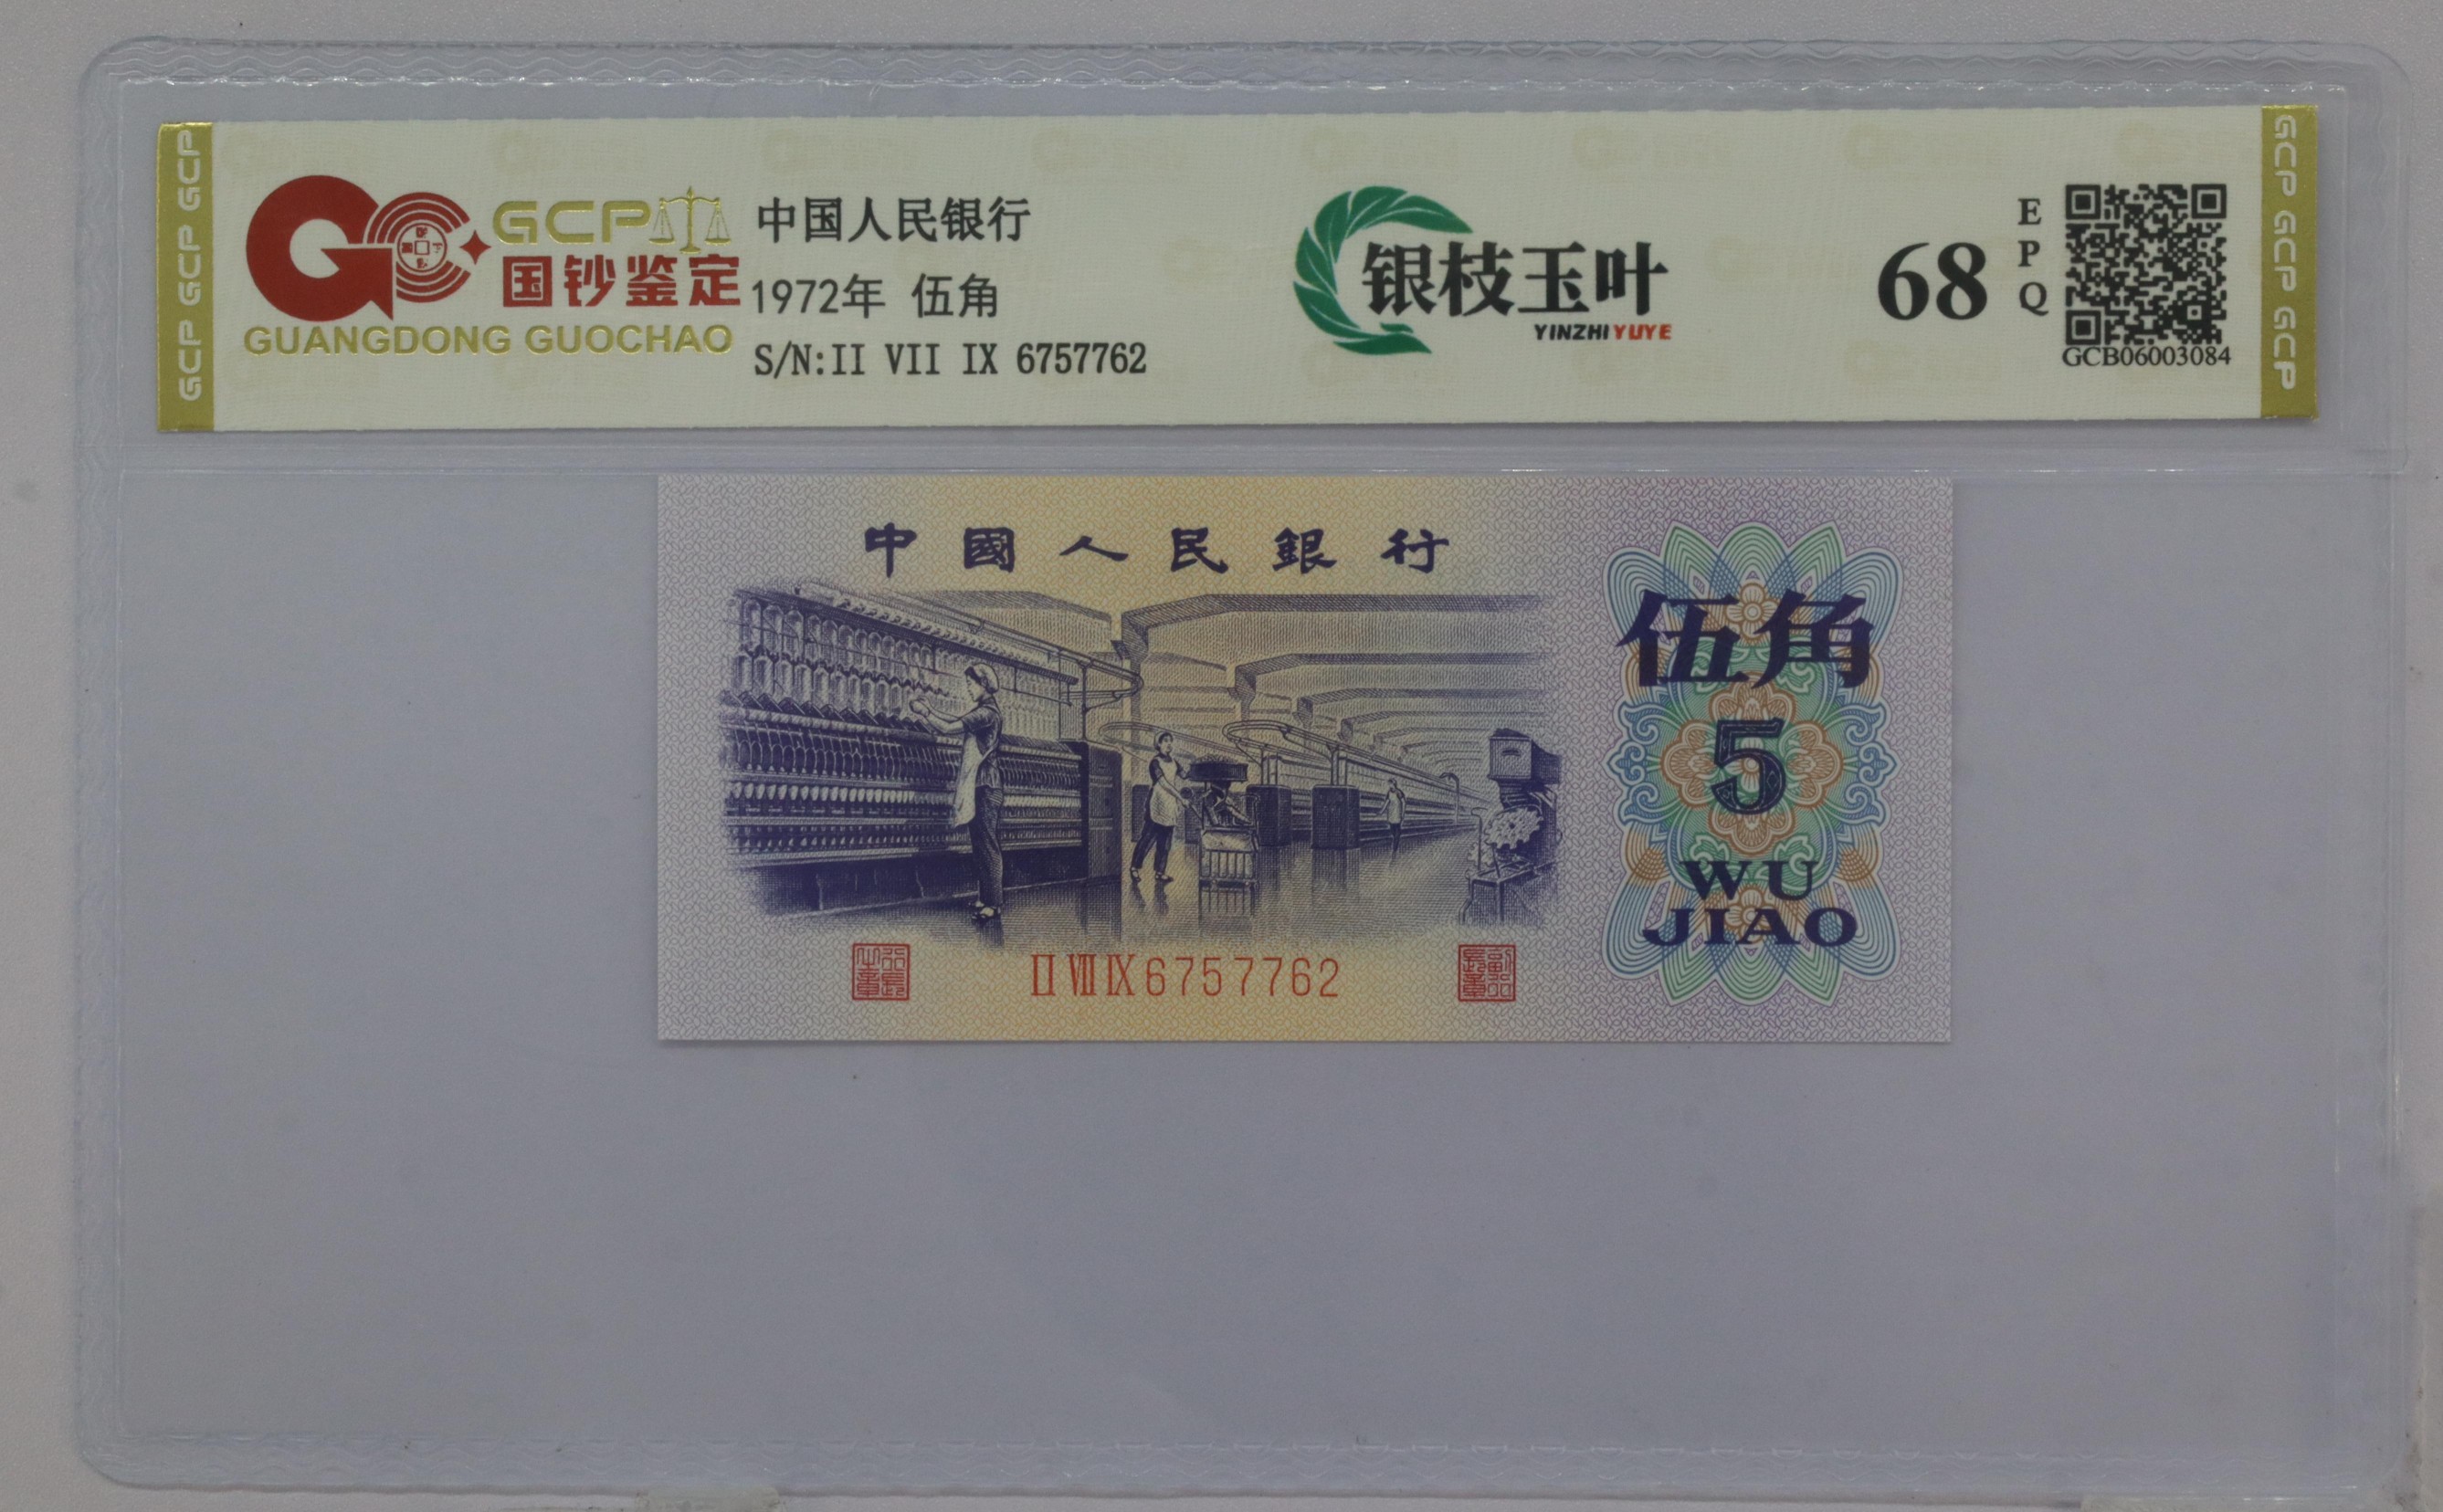 GCP GCP GCP
GCP
国钞鉴定
GUANGDONG GUOCHAO
中国人民银行
1972年 伍角
S/N:II VII IX 6757762
银枝玉叶
YINZHIYUYE
68
EPQ
GCB06003084
GCP GCP GCP
中國人民銀行
伍角
5
WU
JIAO
II VII IX 6757762